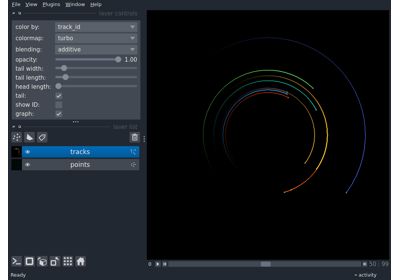 File View Plugins Window Help
layer controls
color by: track_id
colormap: turbo
blending: additive
opacity: 1.00
tail width:
tail length:
head length:
tail:
show ID:
graph:
layer list
tracks
points
50 99
Ready
activity